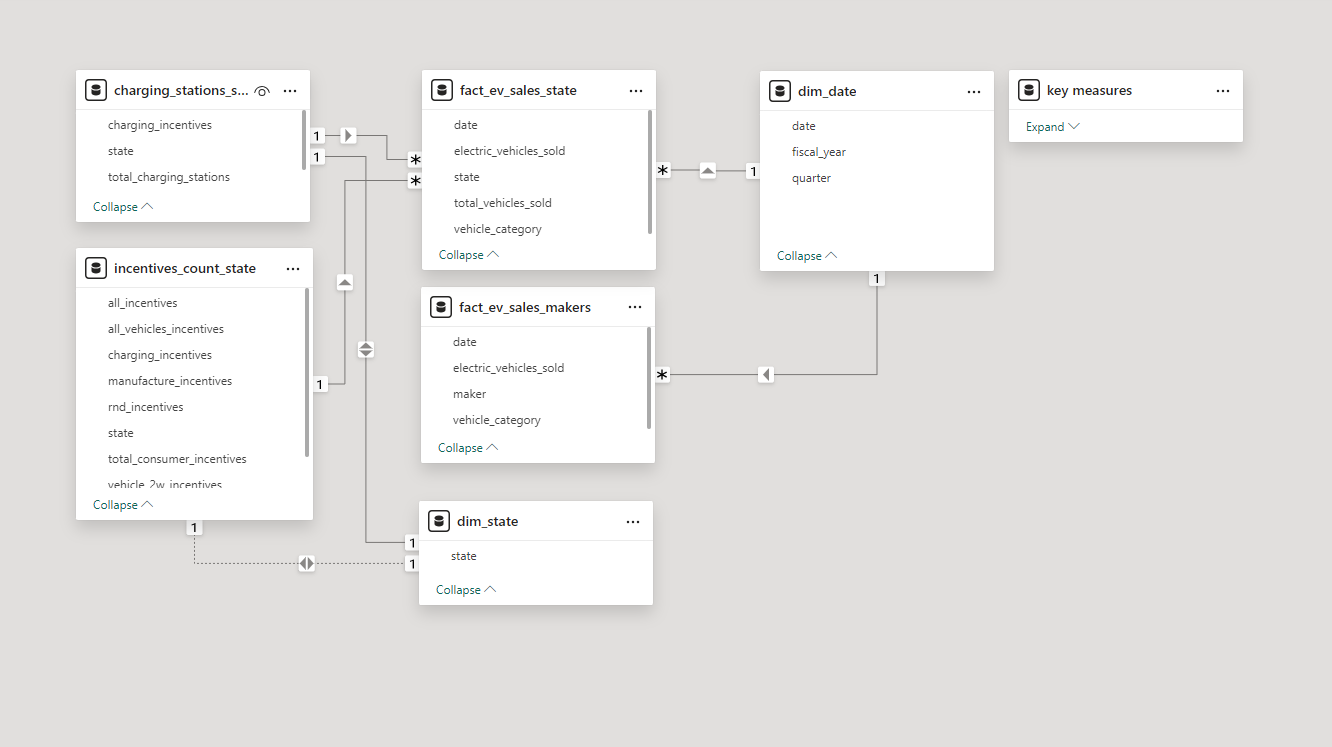 charging_stations_s...
charging_incentives
state
total_charging_stations
Collapse
incentives_count_state
all_incentives
all_vehicles_incentives
charging_incentives
manufacture_incentives
rnd_incentives
state
total_consumer_incentives
vehicle_2w_incentives
Collapse
fact_ev_sales_state
date
electric_vehicles_sold
state
total_vehicles_sold
vehicle_category
Collapse
fact_ev_sales_makers
date
electric_vehicles_sold
maker
vehicle_category
Collapse
dim_state
state
Collapse
dim_date
date
fiscal_year
quarter
Collapse
key measures
Expand
1
1
*
*
1
*
1
1
*
1
1
1